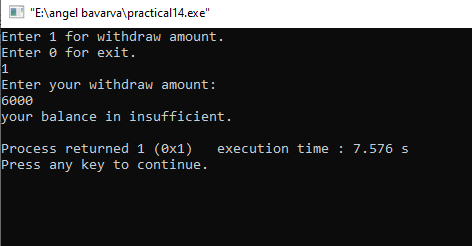 "E:\angel bavarva\practical14.exe"
Enter 1 for withdraw amount.
Enter 0 for exit.
1
Enter your withdraw amount:
6000
your balance in insufficient.
Process returned 1 (0x1)   execution time : 7.576 s
Press any key to continue.